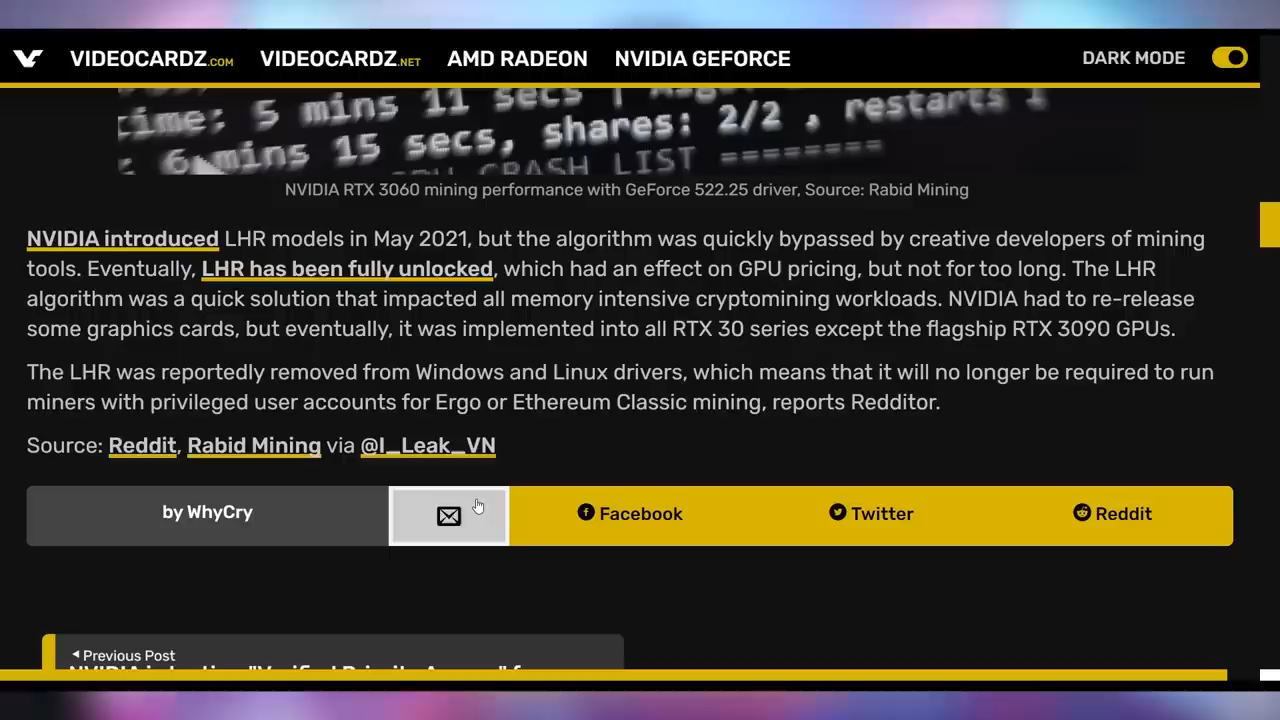 VIDEOCARDZ.COM VIDEOCARDZ.NET AMD RADEON NVIDIA GEFORCE DARK MODE
time: 5 mins 11 secs |
: 6 mins 15 secs, shares: 2/2 , restarts 1
CRASH LIST ========
NVIDIA RTX 3060 mining performance with GeForce 522.25 driver, Source: Rabid Mining
NVIDIA introduced LHR models in May 2021, but the algorithm was quickly bypassed by creative developers of mining
tools. Eventually, LHR has been fully unlocked, which had an effect on GPU pricing, but not for too long. The LHR
algorithm was a quick solution that impacted all memory intensive cryptomining workloads. NVIDIA had to re-release
some graphics cards, but eventually, it was implemented into all RTX 30 series except the flagship RTX 3090 GPUs.
The LHR was reportedly removed from Windows and Linux drivers, which means that it will no longer be required to run
miners with privileged user accounts for Ergo or Ethereum Classic mining, reports Redditor.
Source: Reddit, Rabid Mining via @I_Leak_VN
by WhyCry Facebook Twitter Reddit
Previous Post